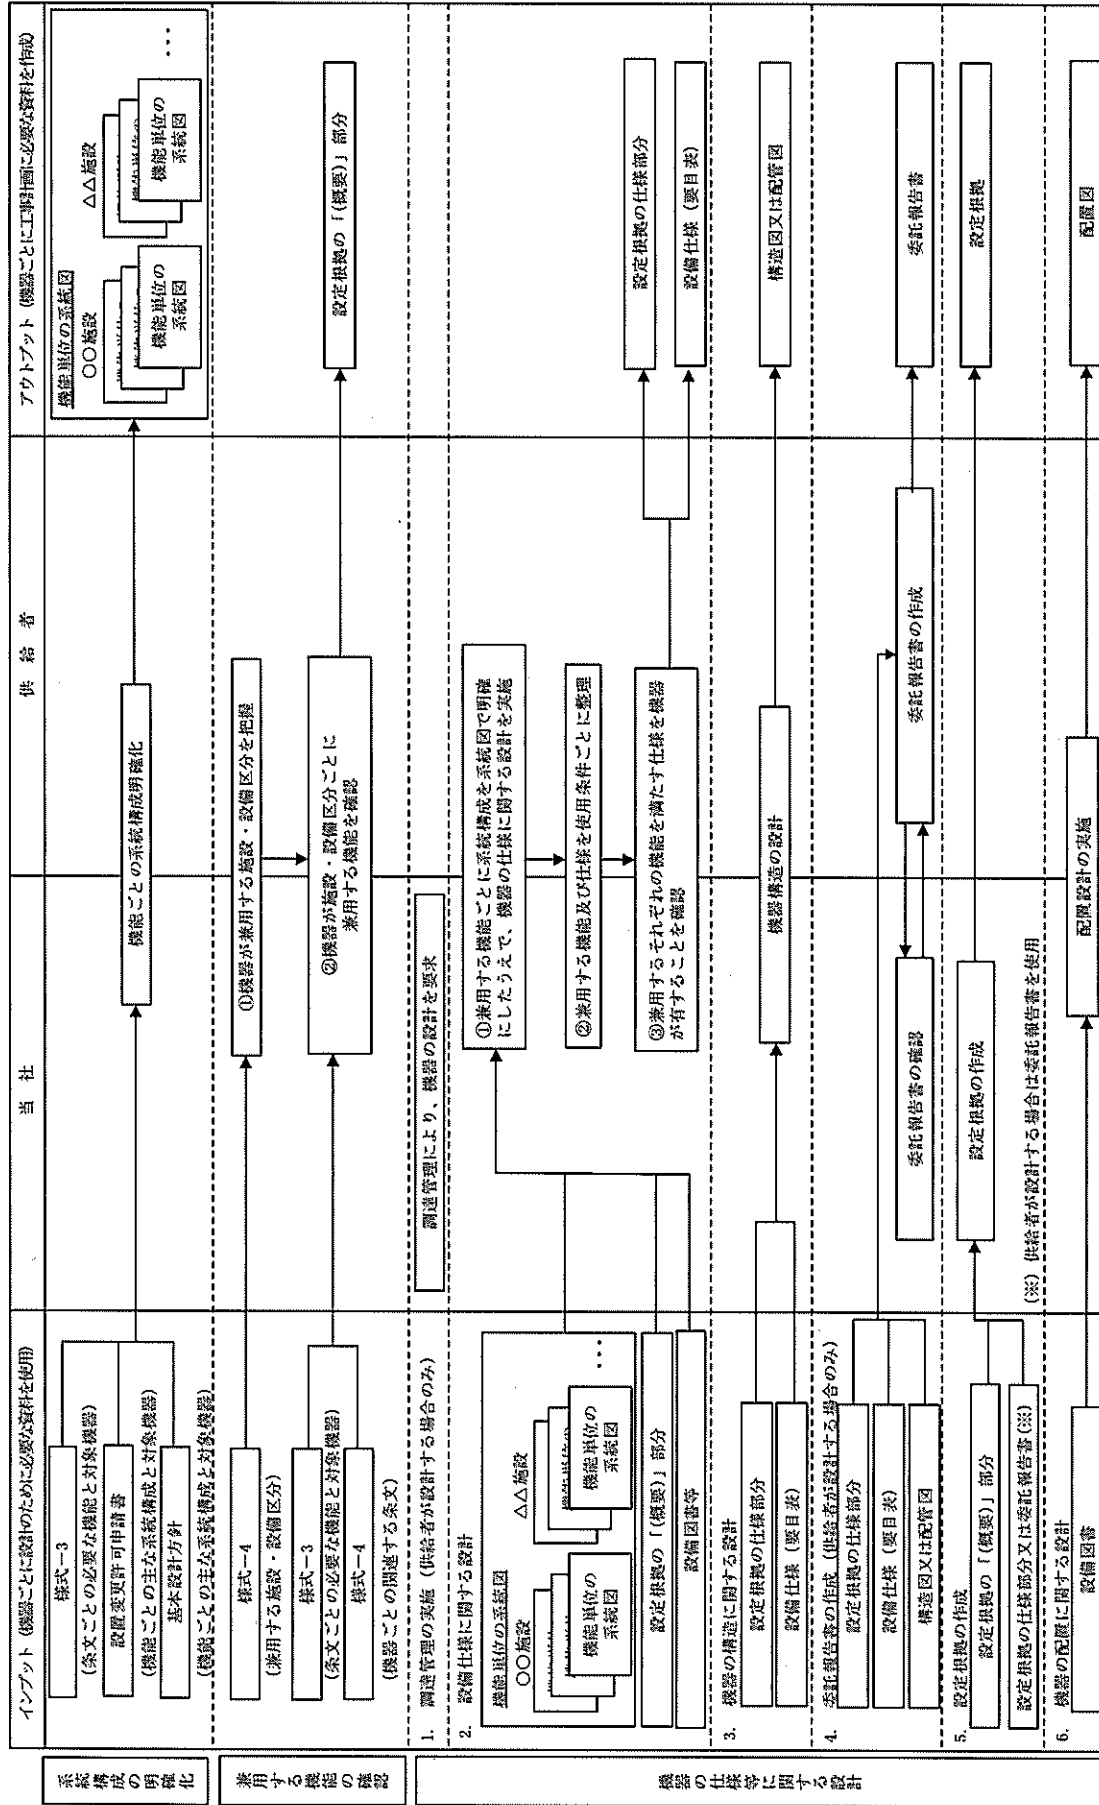 インプット (機器ごとに設計のために必要な資料を使用)
当　社
供　給　者
アウトプット (機器ごとに工事計画に必要な資料を作成)
系統構成の明確化
様式-3
(条文ごとの必要な機能と対象機器)
設置変更許可申請書
(機能ごとの主な系統構成と対象機器)
基本設計方針
(機能ごとの主な系統構成と対象機器)
機能ごとの系統構成明確化
機能単位の系統図
〇〇施設
機能単位の
系統図
△△施設
機能単位の
系統図
…
兼用する機能の確認
様式-4
(兼用する施設・設備区分)
様式-3
(条文ごとの必要な機能と対象機器)
様式-4
(機器ごとの関連する条文)
①機器が兼用する施設・設備区分を把握
②機器が施設・設備区分ごとに
兼用する機能を確認
設定根拠の「(概要)」部分
機器の仕様等に関する設計
1. 調達管理の実施 (供給者が設計する場合のみ)
調達管理により、機器の設計を要求
2. 設備仕様に関する設計
機能単位の系統図
〇〇施設
機能単位の
系統図
△△施設
機能単位の
系統図
…
設定根拠の「(概要)」部分
設備図書等
①兼用する機能ごとに系統構成を系統図で明確
にしたうえで、機器の仕様に関する設計を実施
②兼用する機能及び仕様を使用条件ごとに整理
③兼用するそれぞれの機能を満たす仕様を機器
が有することを確認
設定根拠の仕様部分
設備仕様 (要目表)
3. 機器の構造に関する設計
設定根拠の仕様部分
設備仕様 (要目表)
機器構造の設計
構造図又は配管図
4. 委託報告書の作成 (供給者が設計する場合のみ)
設定根拠の仕様部分
設備仕様 (要目表)
構造図又は配管図
委託報告書の確認
委託報告書の作成
委託報告書
5. 設定根拠の作成
設定根拠の「(概要)」部分
設定根拠の仕様部分又は委託報告書(※)
設定根拠の作成
(※) 供給者が設計する場合は委託報告書を使用
設定根拠
6. 機器の配置に関する設計
設備図書
配置設計の実施
配置図